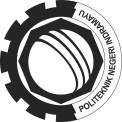 POLITEKNIK NEGERI INDRAMAYU